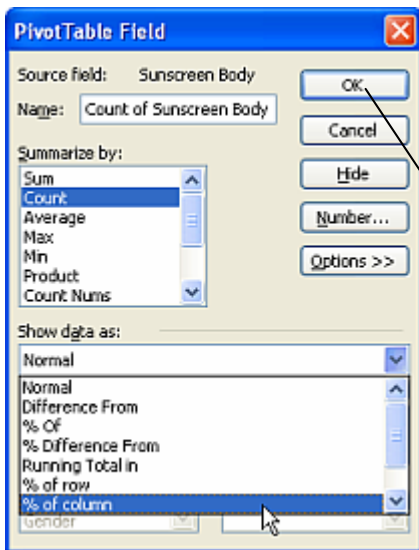 PivotTable Field
Source field: Sunscreen Body
Name: Count of Sunscreen Body
OK
Cancel
Hide
Number...
Options >>
Summarize by:
Sum
Count
Average
Max
Min
Product
Count Nums
Show data as:
Normal
Normal
Difference From
% Of
% Difference From
Running Total in
% of row
% of column
Gender